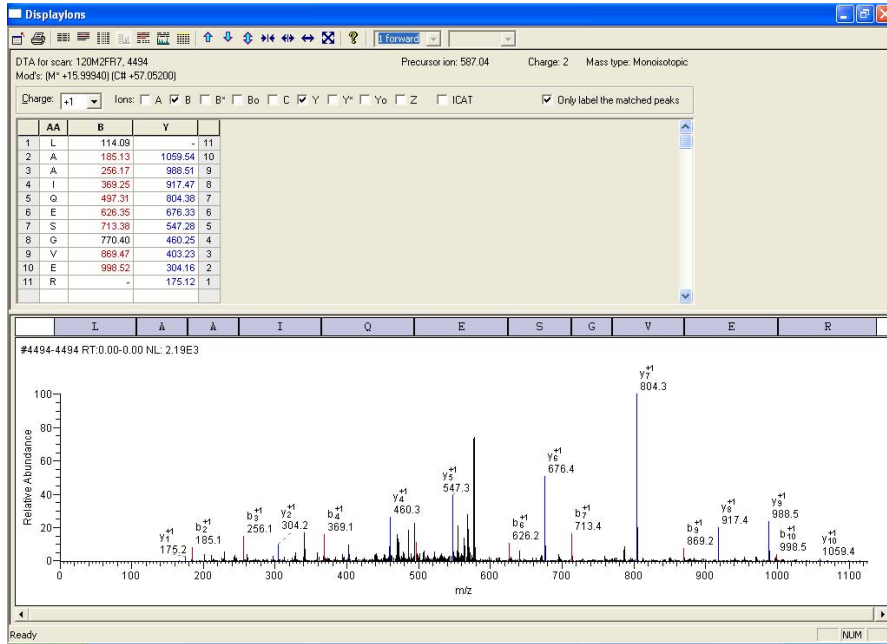 DisplayIons
1 Forward
DTA for scan: 120M2FR7, 4494 Precursor ion: 587.04 Charge: 2 Mass type: Monoisotopic
Mod's: (M* +15.99940) (C# +57.05200)
Charge: +1 Ions: A B B* Bo C Y Y* Yo Z ICAT Only label the matched peaks
AA B Y
1 L 114.09 - 11
2 A 185.13 1059.54 10
3 A 256.17 988.51 9
4 I 369.25 917.47 8
5 Q 497.31 804.38 7
6 E 626.35 676.33 6
7 S 713.38 547.28 5
8 G 770.40 460.25 4
9 V 869.47 403.23 3
10 E 998.52 304.16 2
11 R - 175.12 1
L A A I Q E S G V E R
#4494-4494 RT:0.00-0.00 NL: 2.19E3
Relative Abundance
100
80
60
40
20
0
y1+1
175.2
b2+1
185.1
b3+1
256.1
y2+1
304.2
b4+1
369.1
y4+1
460.3
y5+1
547.3
b6+1
626.2
y6+1
676.4
b7+1
713.4
y7+1
804.3
b9+1
869.2
y8+1
917.4
y9+1
988.5
b10+1
998.5
y10+1
1059.4
0 100 200 300 400 500 600 700 800 900 1000 1100
m/z
Ready NUM